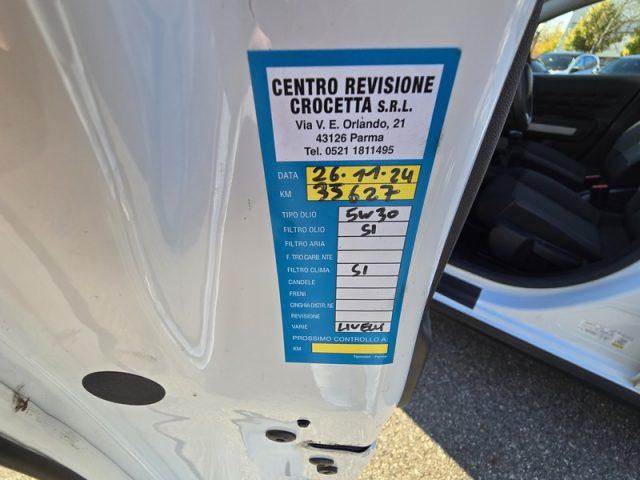 CENTRO REVISIONE
CROCETTA S.R.L.
Via V. E. Orlando, 21
43126 Parma
Tel. 0521 1811495
DATA 26.11.24
KM 35627
TIPO OLIO 5W30
FILTRO OLIO SI
FILTRO ARIA
FILTRO CARB. NTE
FILTRO CLIMA SI
CANDELE
FRENI
CINGHIA DISTR. NE
REVISIONE
VARIE LIVELLI
PROSSIMO CONTROLLO A:
KM